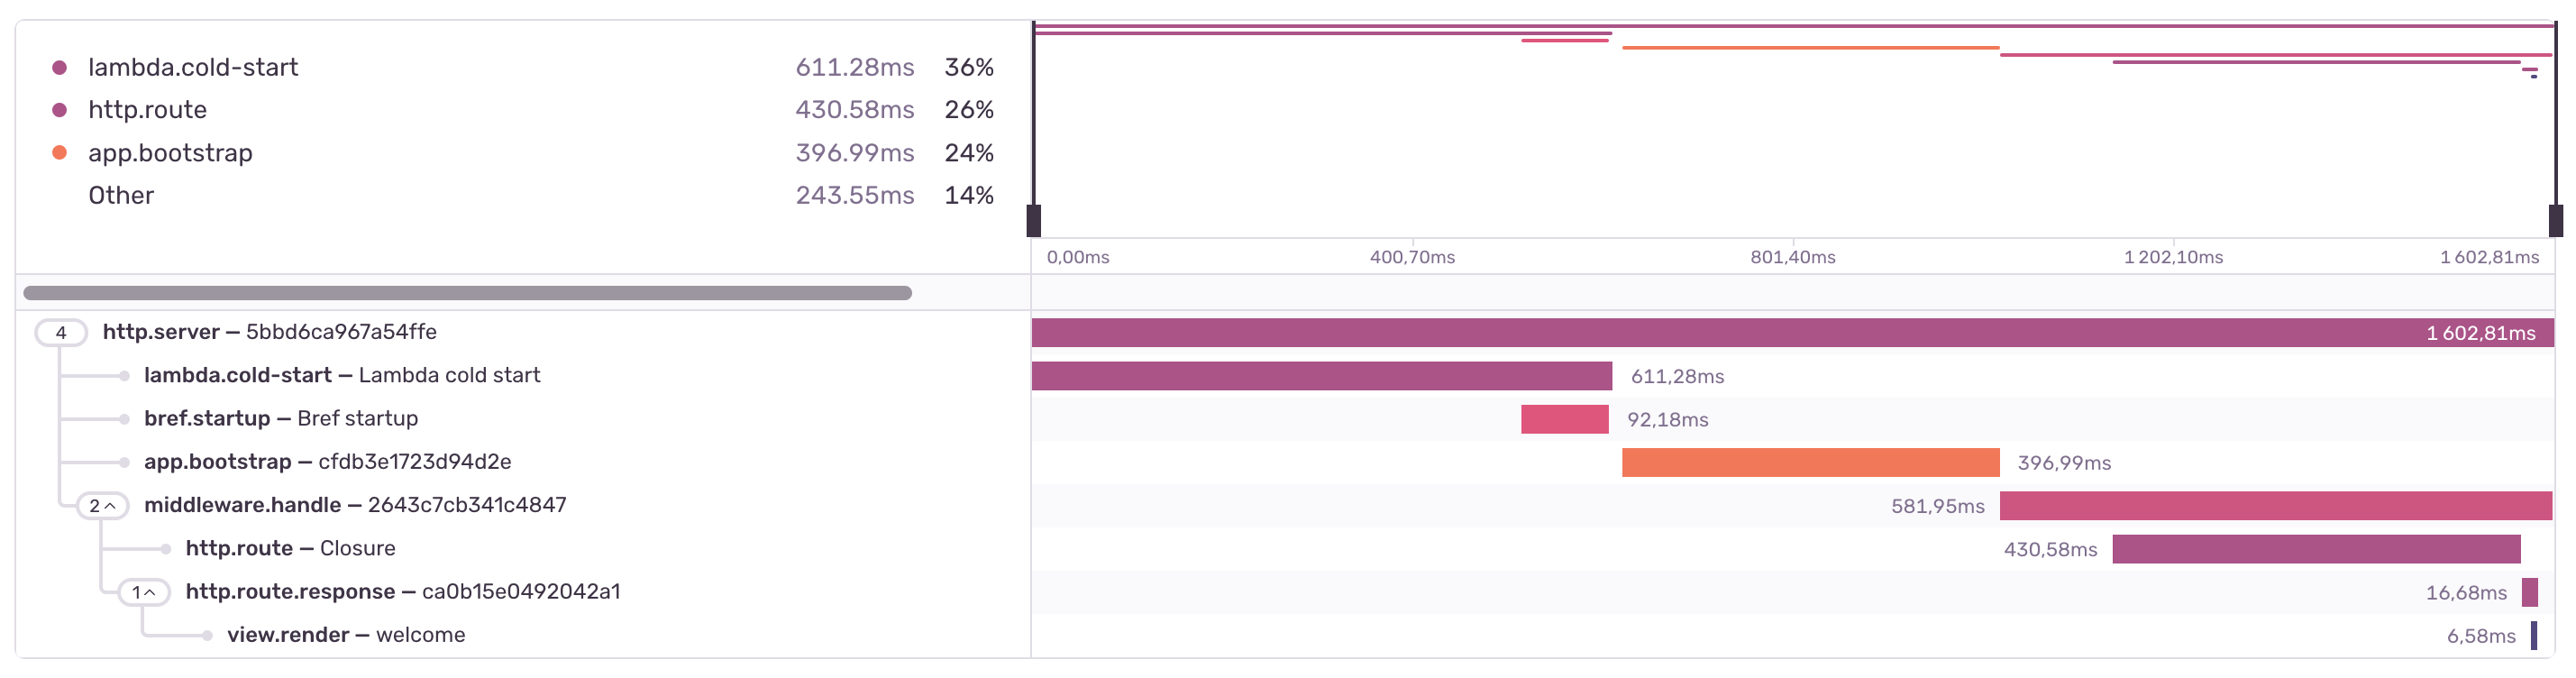 lambda.cold-start 611.28ms 36%
http.route 430.58ms 26%
app.bootstrap 396.99ms 24%
Other 243.55ms 14%
0,00ms 400,70ms 801,40ms 1 202,10ms 1 602,81ms
4 http.server — 5bbd6ca967a54ffe 1 602,81ms
lambda.cold-start — Lambda cold start 611,28ms
bref.startup — Bref startup 92,18ms
app.bootstrap — cfdb3e1723d94d2e 396,99ms
2 middleware.handle — 2643c7cb341c4847 581,95ms
http.route — Closure 430,58ms
1 http.route.response — ca0b15e0492042a1 16,68ms
view.render — welcome 6,58ms